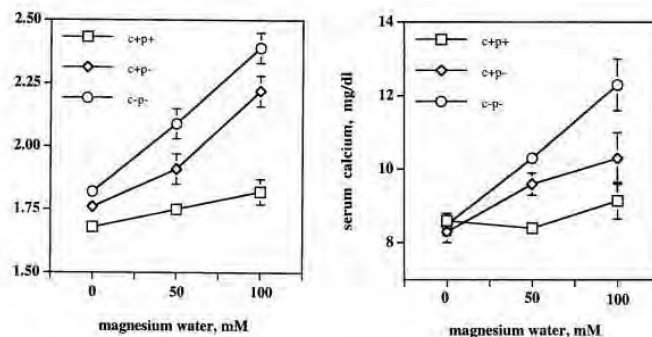 2.50
2.25
2.00
1.75
1.50
c+p+
c+p-
c-p-
0
50
100
magnesium water, mM
serum calcium, mg/dl
14
12
10
8
c+p+
c+p-
c-p-
0
50
100
magnesium water, mM